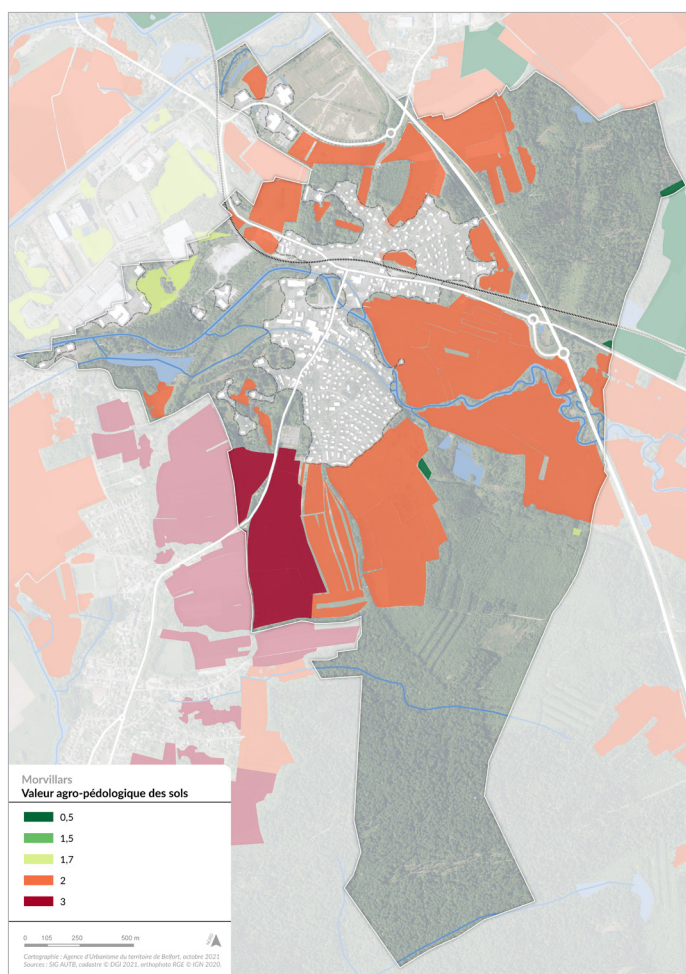 Morvillars
Valeur agro-pédologique des sols
0,5
1,5
1,7
2
3
0 105 250 500 m
NORD
Cartographie : Agence d'Urbanisme du territoire de Belfort, octobre 2021
Sources : SIG AUTB, cadastre © DGI 2021, orthophoto RGE © IGN 2020.